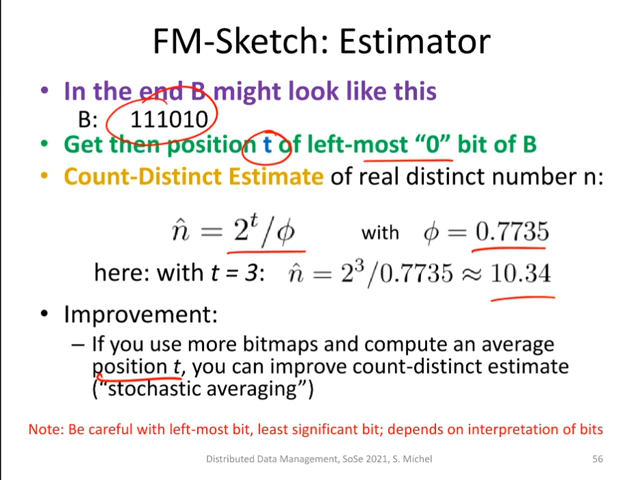 FM-Sketch: Estimator
• In the end B might look like this
B: 111010
• Get then position t of left-most “0” bit of B
• Count-Distinct Estimate of real distinct number n:
n̂ = 2^t/ϕ with ϕ = 0.7735
here: with t = 3: n̂ = 2^3/0.7735 ≈ 10.34
• Improvement:
– If you use more bitmaps and compute an average
position t, you can improve count-distinct estimate
(“stochastic averaging”)
Note: Be careful with left-most bit, least significant bit; depends on interpretation of bits
Distributed Data Management, SoSe 2021, S. Michel 56